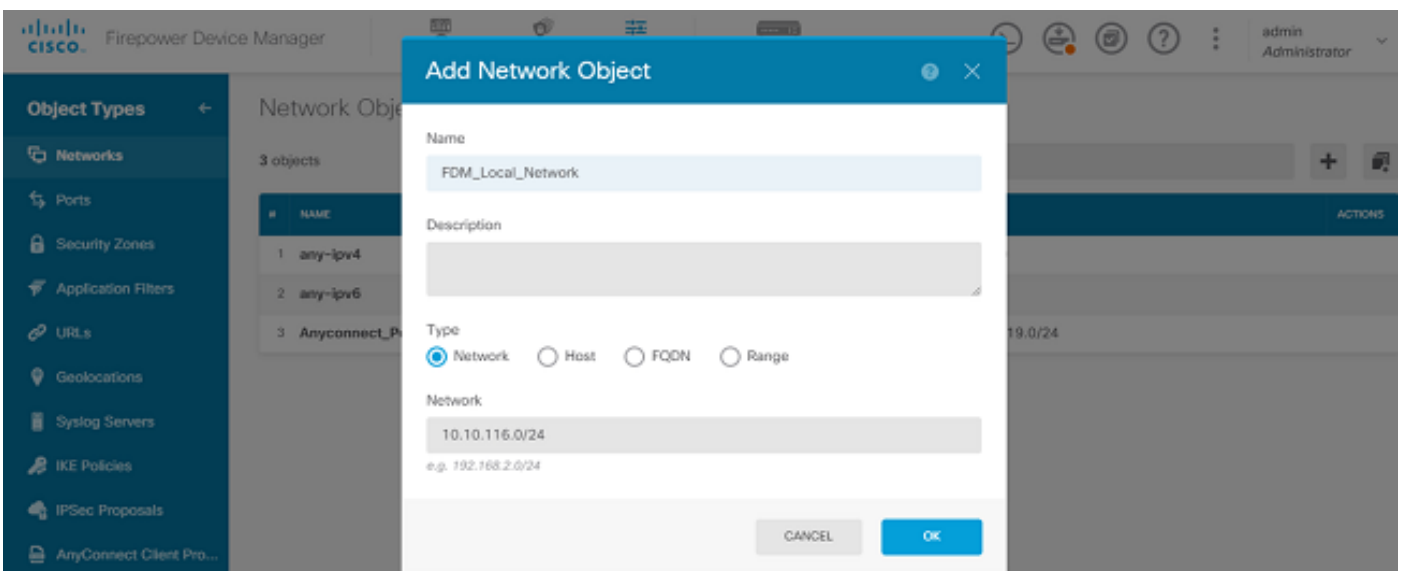 CISCO. Firepower Device Manager
admin
Administrator
Add Network Object
Object Types
Network Obje
Networks
3 objects
Ports
# NAME
ACTIONS
Security Zones
1 any-ipv4
Application Filters
2 any-ipv6
URLs
3 Anyconnect_P
19.0/24
Geolocations
Syslog Servers
IKE Policies
IPSec Proposals
AnyConnect Client Pro...
Name
FDM_Local_Network
Description
Type
Network Host FQDN Range
Network
10.10.116.0/24
e.g. 192.168.2.0/24
CANCEL OK